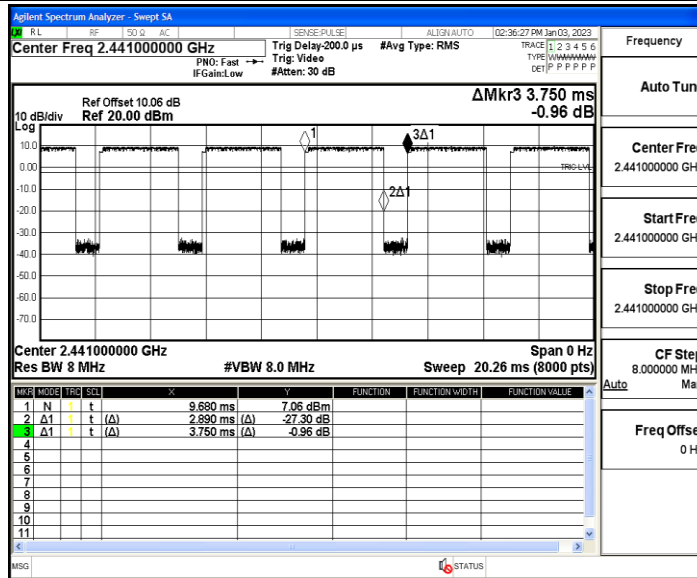 Agilent Spectrum Analyzer - Swept SA
RL RF 50 Ω AC SENSE:PULSE ALIGN AUTO 02:36:27 PM Jan 03, 2023
Center Freq 2.441000000 GHz
PNO: Fast
IFGain:Low
Trig Delay-200.0 µs
Trig: Video
#Atten: 30 dB
#Avg Type: RMS
TRACE 1 2 3 4 5 6
TYPE WWWWWW
DET P P P P P P
Ref Offset 10.06 dB
10 dB/div Ref 20.00 dBm
Log
ΔMkr3 3.750 ms
-0.96 dB
10.0
0.00
-10.0
-20.0
-30.0
-40.0
-50.0
-60.0
-70.0
1
3Δ1
2Δ1
TRIG LVL
Center 2.441000000 GHz Span 0 Hz
Res BW 8 MHz #VBW 8.0 MHz Sweep 20.26 ms (8000 pts)
MKR MODE TRC SCL X Y FUNCTION FUNCTION WIDTH FUNCTION VALUE
1 N 1 t 9.680 ms 7.06 dBm
2 Δ1 1 t (Δ) 2.890 ms (Δ) -27.30 dB
3 Δ1 1 t (Δ) 3.750 ms (Δ) -0.96 dB
4
5
6
7
8
9
10
11
MSG STATUS
Frequency
Auto Tun
Center Fre
2.441000000 GH
Start Fre
2.441000000 GH
Stop Fre
2.441000000 GH
CF Step
8.000000 MH
Auto Ma
Freq Offse
0 H